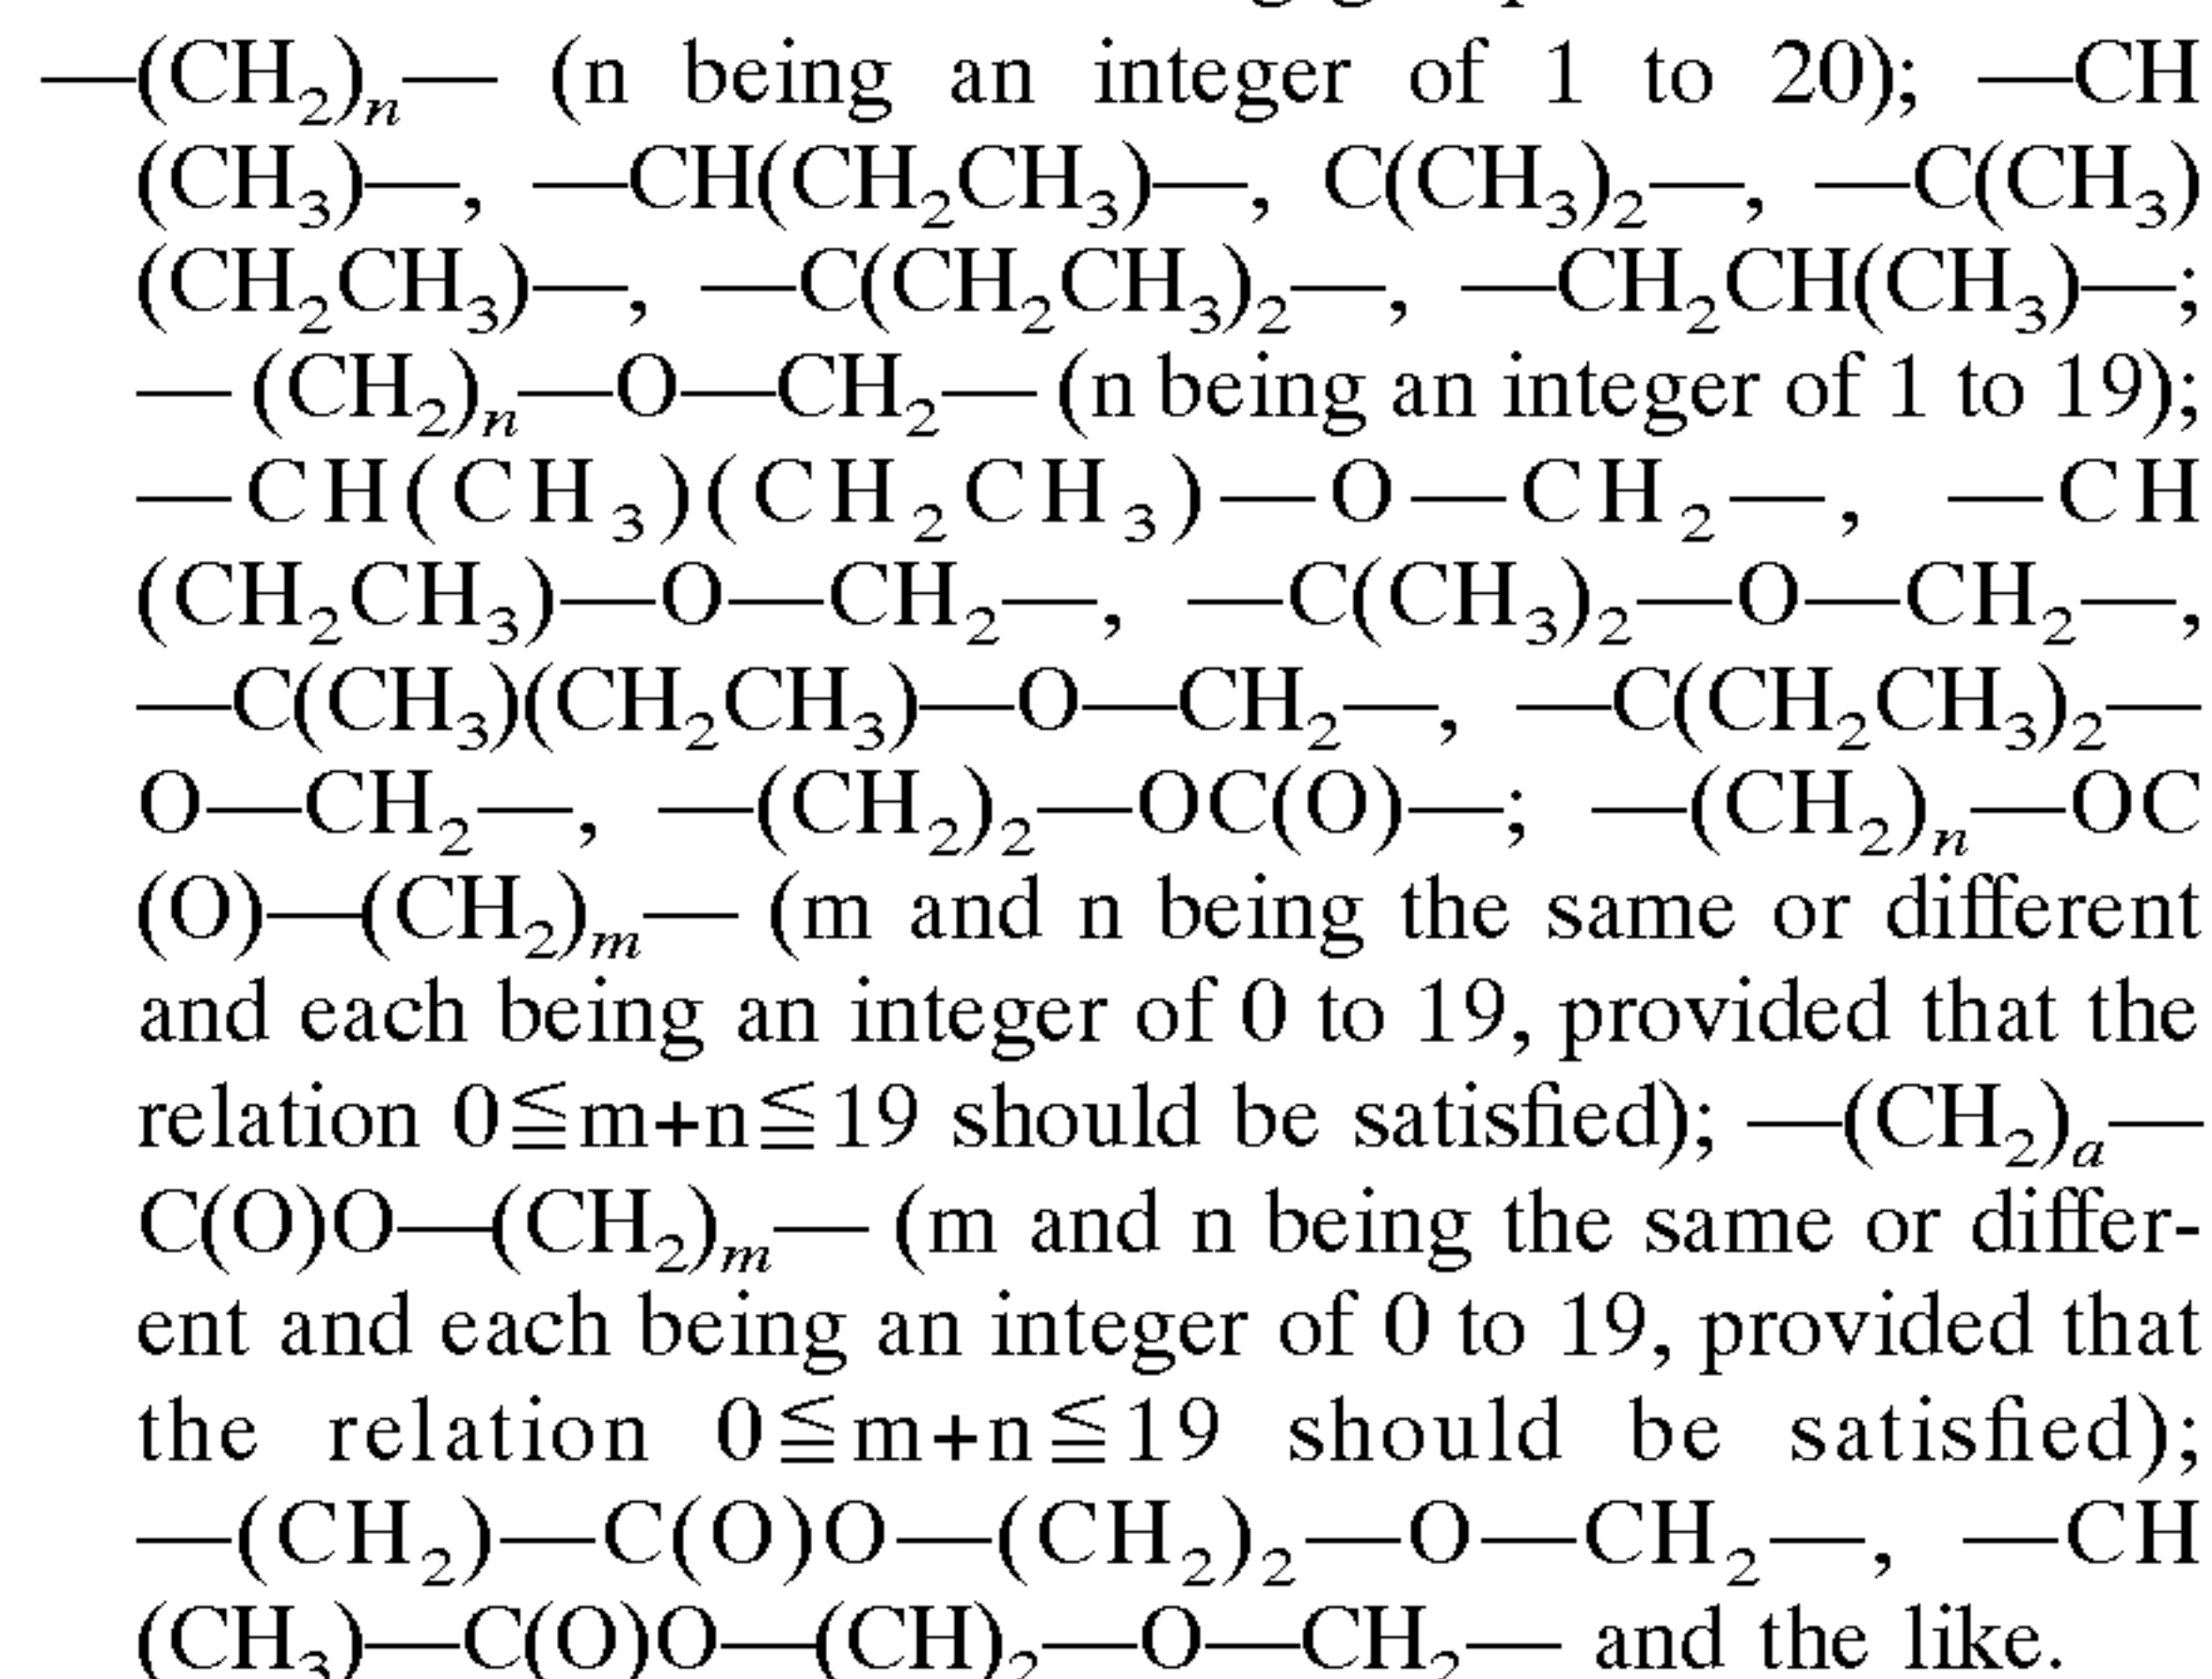 —(CH₂)ₙ— (n being an integer of 1 to 20); —CH
(CH₃)—, —CH(CH₂CH₃)—, C(CH₃)₂—, —C(CH₃)
(CH₂CH₃)—, —C(CH₂CH₃)₂—, —CH₂CH(CH₃)—;
—(CH₂)ₙ—O—CH₂— (n being an integer of 1 to 19);
—CH(CH₃)(CH₂CH₃)—O—CH₂—, —CH
(CH₂CH₃)—O—CH₂—, —C(CH₃)₂—O—CH₂—,
—C(CH₃)(CH₂CH₃)—O—CH₂—, —C(CH₂CH₃)₂—
O—CH₂—, —(CH₂)₂—OC(O)—; —(CH₂)ₙ—OC
(O)—(CH₂)ₘ— (m and n being the same or different
and each being an integer of 0 to 19, provided that the
relation 0≦m+n≦19 should be satisfied); —(CH₂)ₐ—
C(O)O—(CH₂)ₘ— (m and n being the same or differ-
ent and each being an integer of 0 to 19, provided that
the relation 0≦m+n≦19 should be satisfied);
—(CH₂)—C(O)O—(CH₂)₂—O—CH₂—, —CH
(CH₃)—C(O)O—(CH)₂—O—CH₂— and the like.